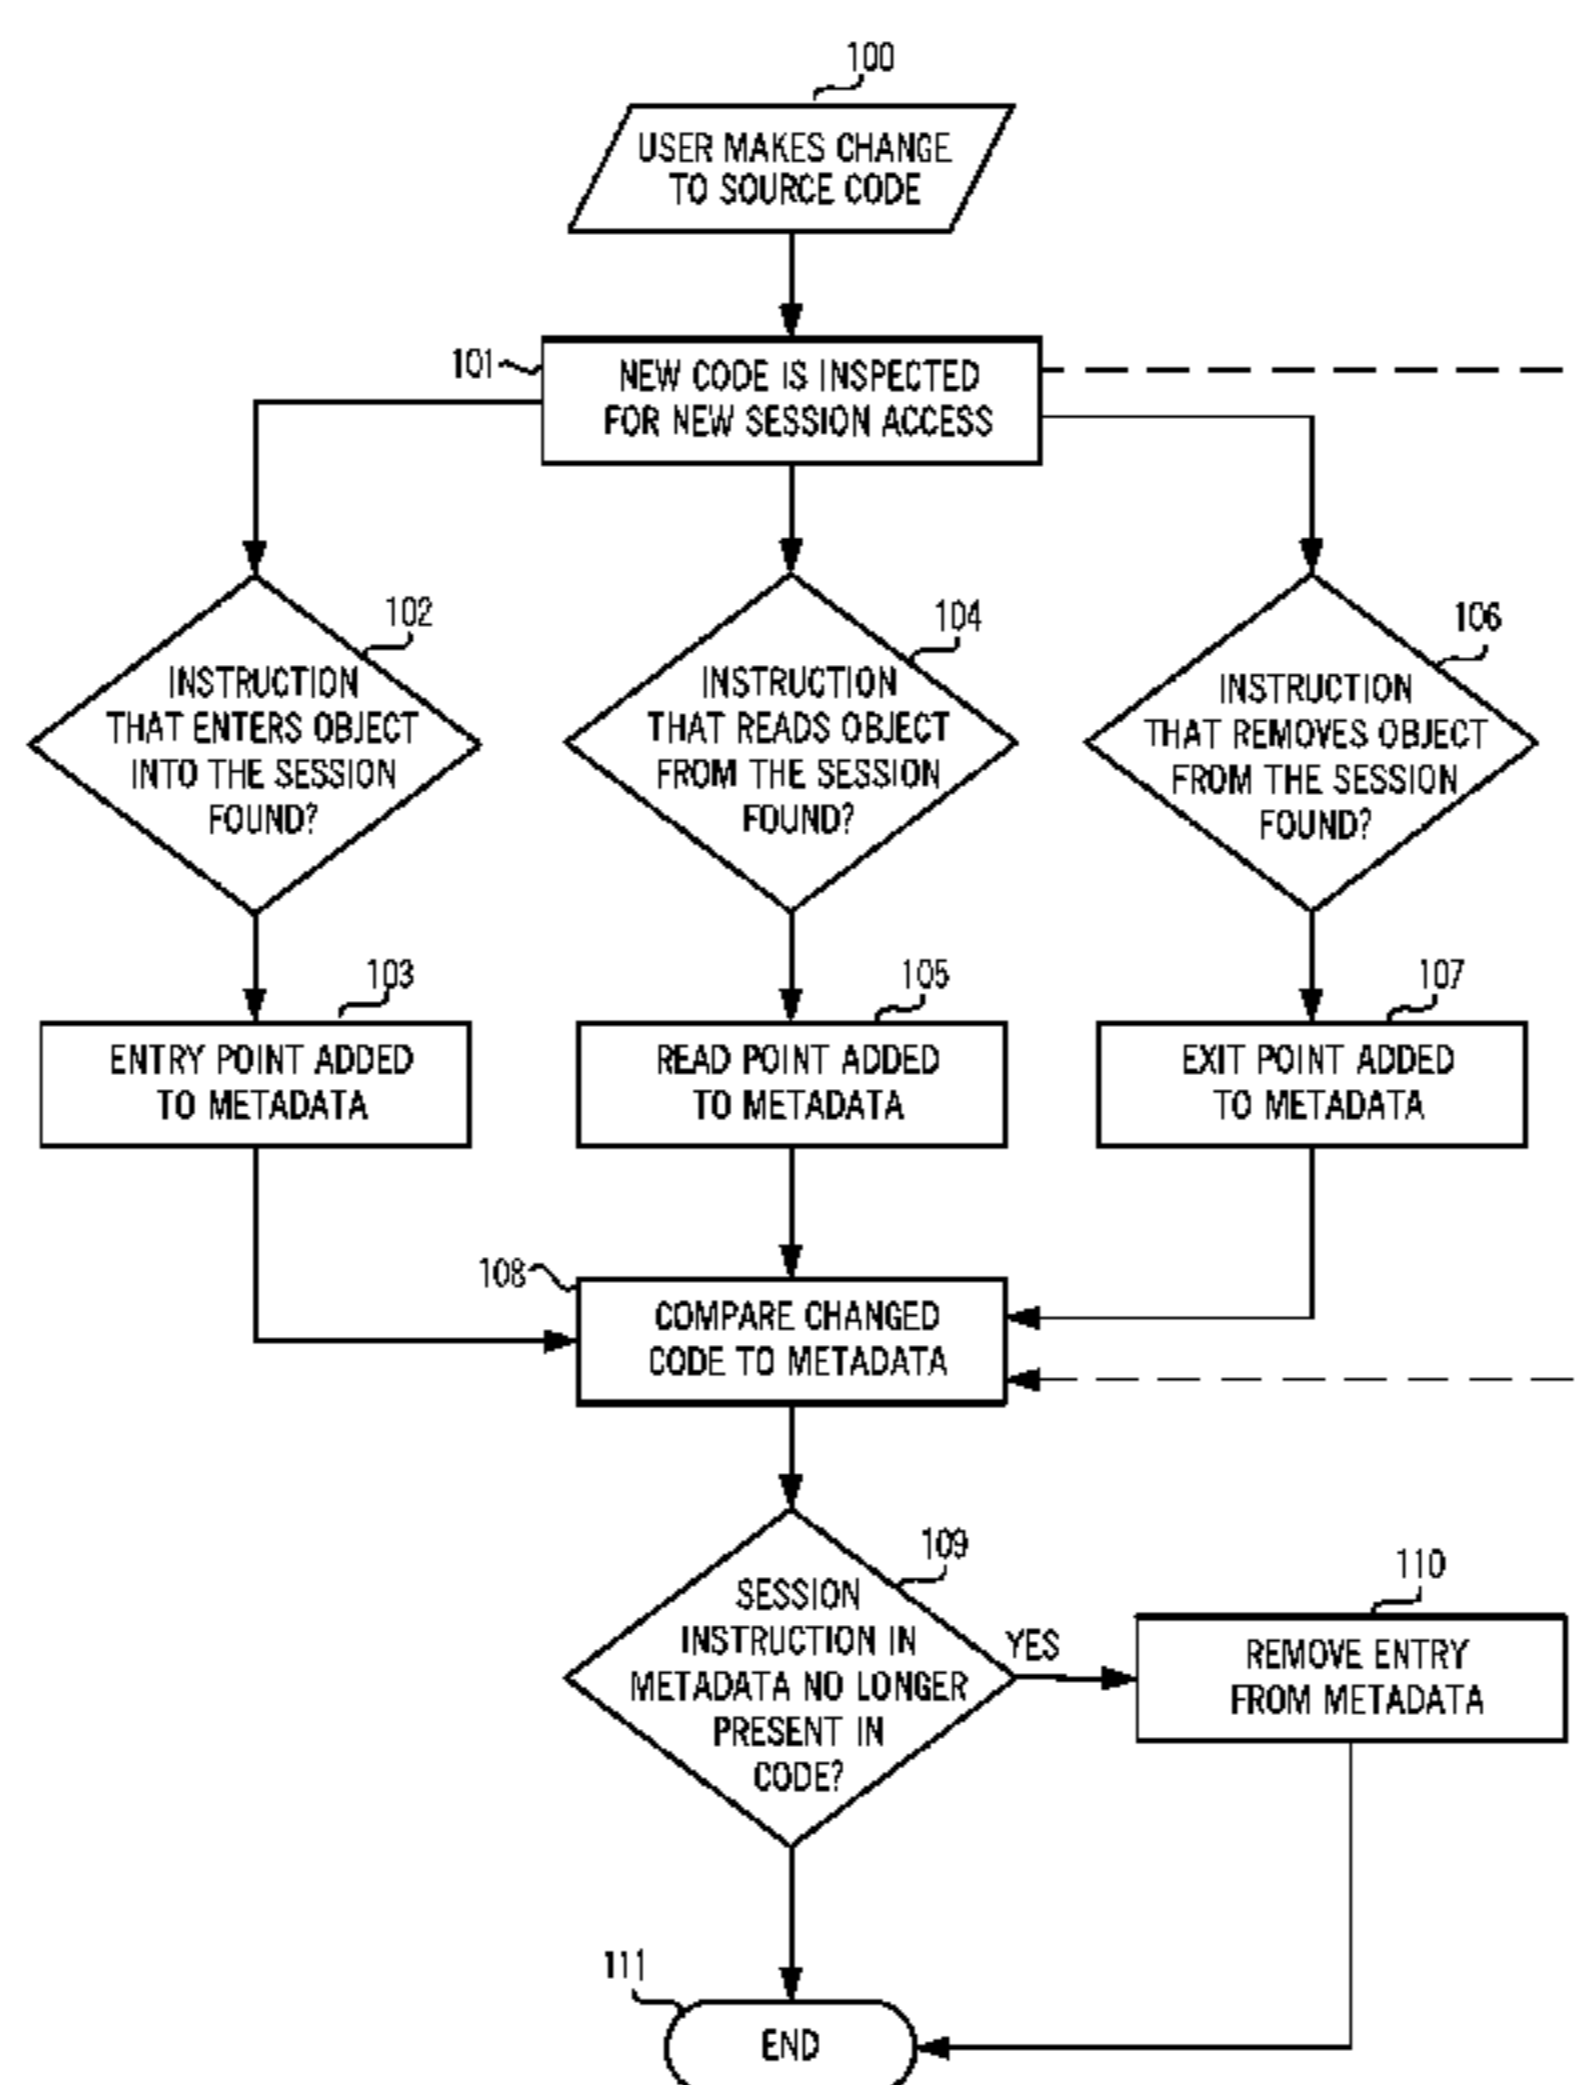 100
USER MAKES CHANGE
TO SOURCE CODE
101
NEW CODE IS INSPECTED
FOR NEW SESSION ACCESS
102
INSTRUCTION
THAT ENTERS OBJECT
INTO THE SESSION
FOUND?
104
INSTRUCTION
THAT READS OBJECT
FROM THE SESSION
FOUND?
106
INSTRUCTION
THAT REMOVES OBJECT
FROM THE SESSION
FOUND?
103
ENTRY POINT ADDED
TO METADATA
105
READ POINT ADDED
TO METADATA
107
EXIT POINT ADDED
TO METADATA
108
COMPARE CHANGED
CODE TO METADATA
109
SESSION
INSTRUCTION IN
METADATA NO LONGER
PRESENT IN
CODE?
YES
110
REMOVE ENTRY
FROM METADATA
111
END